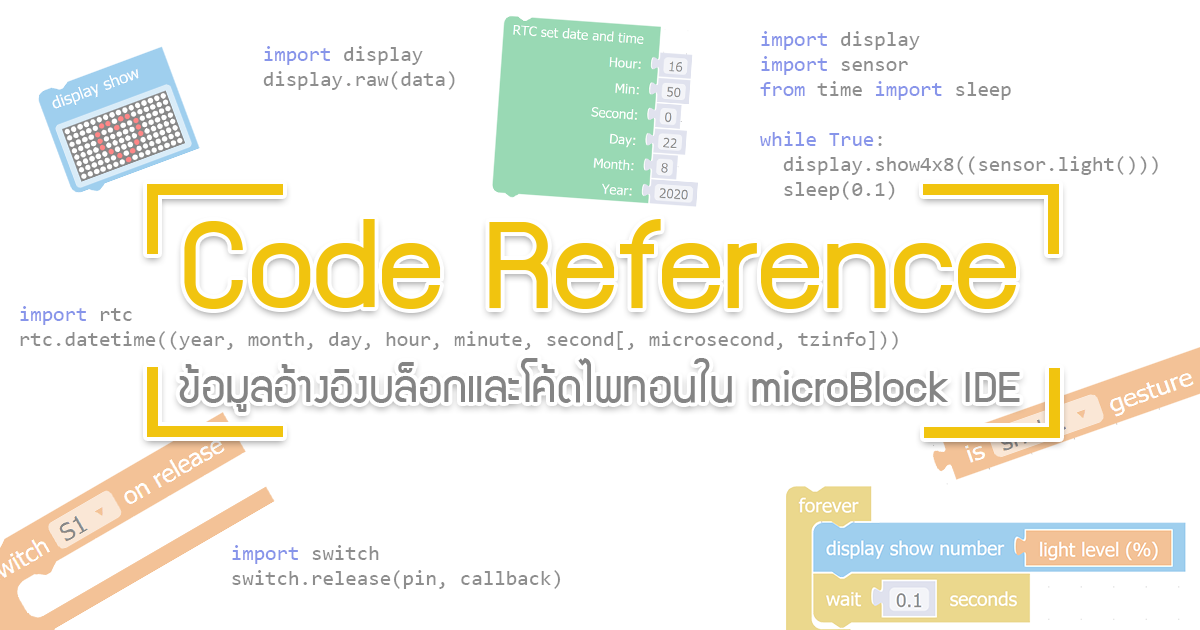 display show
import display
display.raw(data)
RTC set date and time
Hour: 16
Min: 50
Second: 0
Day: 22
Month: 8
Year: 2020
import display
import sensor
from time import sleep
while True:
display.show4x8((sensor.light()))
sleep(0.1)
Code Reference
import rtc
rtc.datetime((year, month, day, hour, minute, second[, microsecond, tzinfo]))
ข้อมูลอ้างอิงบล็อกและโค้ดไพทอนใน microBlock IDE
is gesture
witch S1 on release
import switch
switch.release(pin, callback)
forever
display show number light level (%)
wait 0.1 seconds